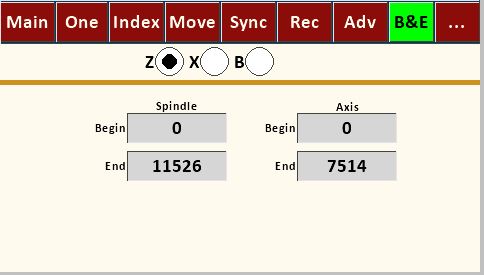 Main One Index Move Sync Rec Adv B&E ...
Z X B
Spindle Axis
Begin 0 Begin 0
End 11526 End 7514